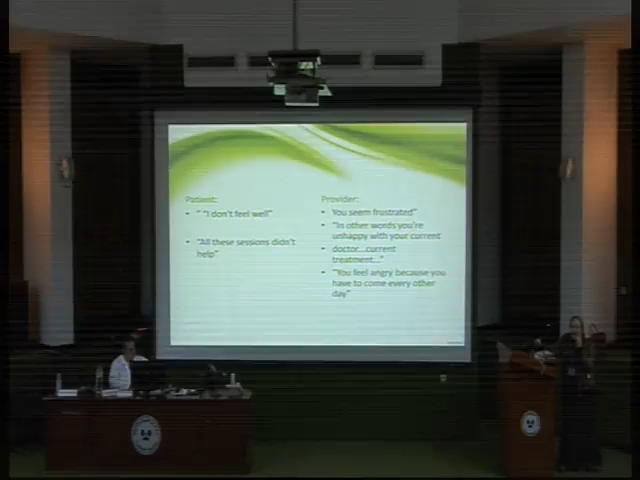 Patient:
• " "I don't feel well"
• "All these sessions didn't
help"
Provider:
• You seem frustrated"
• "In other words you're
unhappy with your current
• doctor...current
treatment..."
• "You feel angry because you
have to come every other
day"